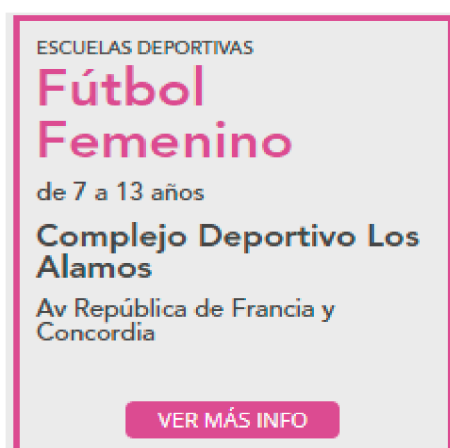 ESCUELAS DEPORTIVAS
Fútbol
Femenino
de 7 a 13 años
Complejo Deportivo Los
Alamos
Av República de Francia y
Concordia
VER MÁS INFO